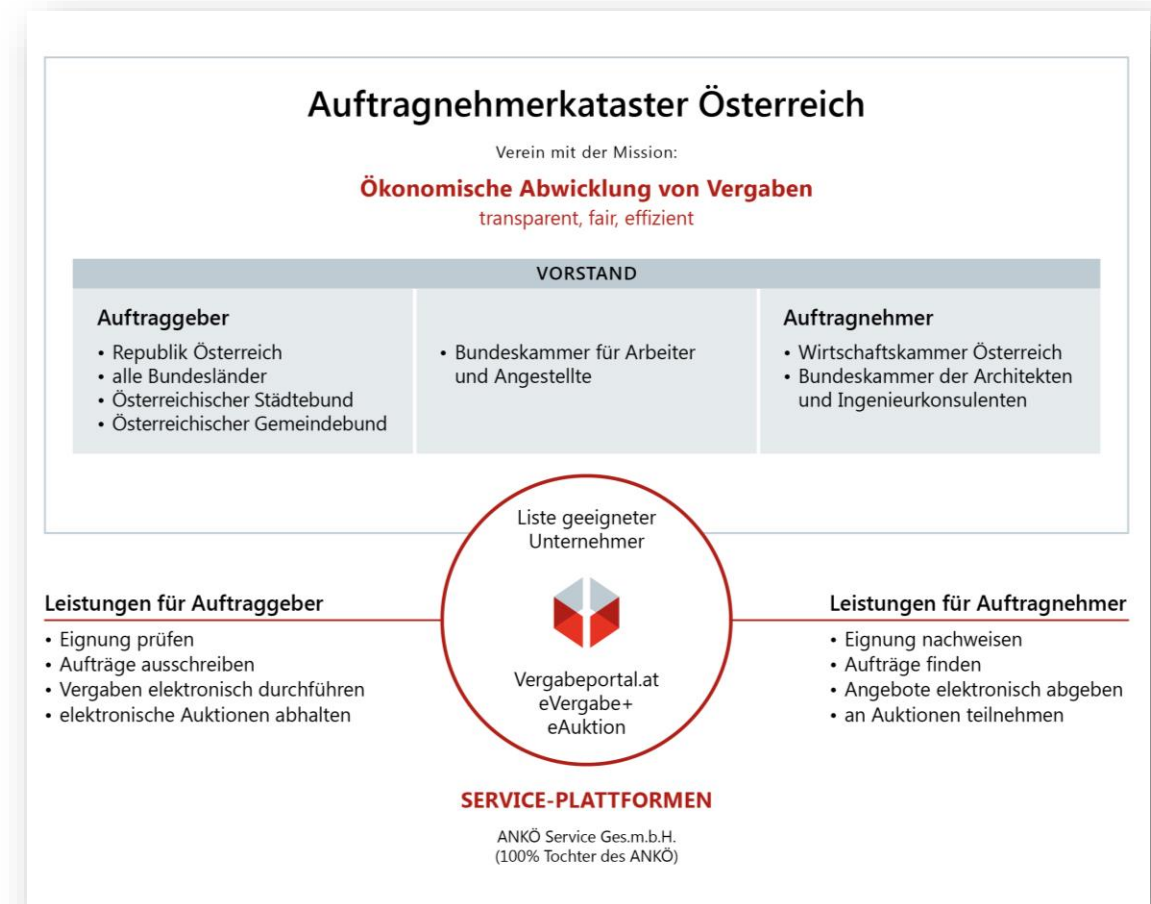 Auftragnehmerkataster Österreich
Verein mit der Mission:
Ökonomische Abwicklung von Vergaben
transparent, fair, effizient
VORSTAND
Auftraggeber
• Republik Österreich
• alle Bundesländer
• Österreichischer Städtebund
• Österreichischer Gemeindebund
• Bundeskammer für Arbeiter
und Angestellte
Auftragnehmer
• Wirtschaftskammer Österreich
• Bundeskammer der Architekten
und Ingenieurkonsulenten
Liste geeigneter
Unternehmer
Vergabeportal.at
eVergabe+
eAuktion
Leistungen für Auftraggeber
• Eignung prüfen
• Aufträge ausschreiben
• Vergaben elektronisch durchführen
• elektronische Auktionen abhalten
Leistungen für Auftragnehmer
• Eignung nachweisen
• Aufträge finden
• Angebote elektronisch abgeben
• an Auktionen teilnehmen
SERVICE-PLATTFORMEN
ANKÖ Service Ges.m.b.H.
(100% Tochter des ANKÖ)